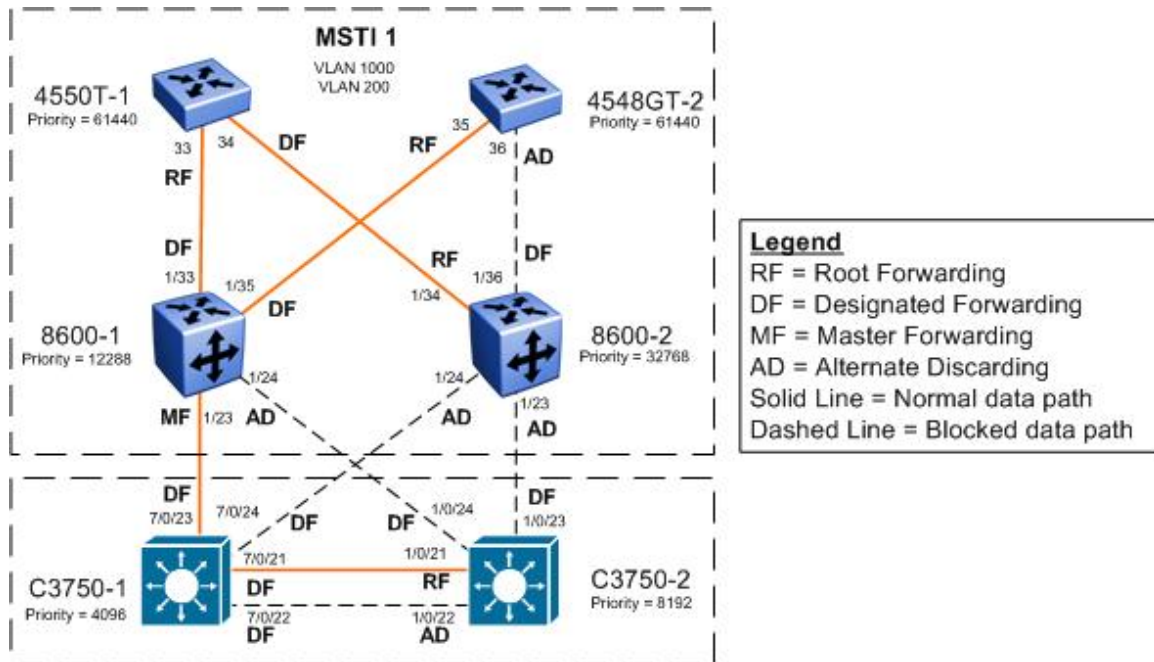 MSTI 1
VLAN 1000
VLAN 200
4550T-1
Priority = 61440
4548GT-2
Priority = 61440
33
34
DF
RF
35
RF
36
AD
DF
1/33
1/35
DF
RF
1/34
1/36
DF
8600-1
Priority = 12288
8600-2
Priority = 32768
1/24
AD
MF
1/23
1/24
AD
1/23
AD
DF
7/0/23
7/0/24
DF
DF
1/0/24
DF
1/0/23
C3750-1
Priority = 4096
7/0/21
DF
7/0/22
DF
1/0/21
RF
1/0/22
AD
C3750-2
Priority = 8192
Legend
RF = Root Forwarding
DF = Designated Forwarding
MF = Master Forwarding
AD = Alternate Discarding
Solid Line = Normal data path
Dashed Line = Blocked data path